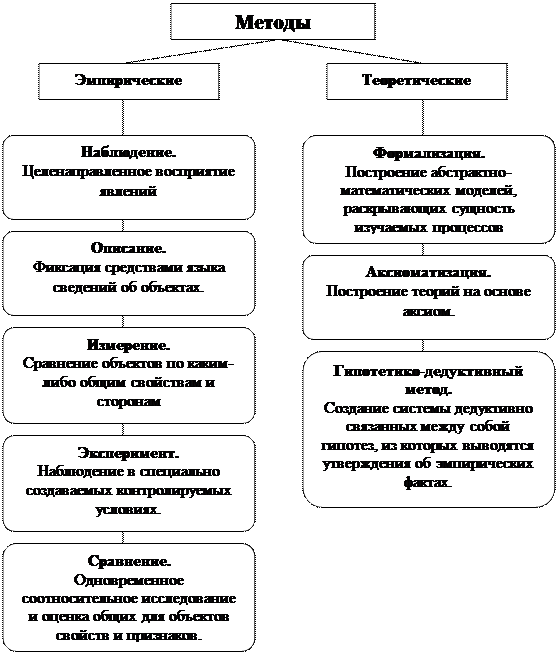 Методы
Эмпирические
Наблюдение.
Целенаправленное восприятие
явлений
Описание.
Фиксация средствами языка
сведений об объектах.
Измерение.
Сравнение объектов по каким-
либо общим свойствам и
сторонам
Эксперимент.
Наблюдение в специально
создаваемых контролируемых
условиях.
Сравнение.
Одновременное
соотносительное исследование
и оценка общих для объектов
свойств и признаков.
Теоретические
Формализация.
Построение абстрактно-
математических моделей,
раскрывающих сущность
изучаемых процессов
Аксиоматизация.
Построение теорий на основе
аксиом.
Гипотетико-дедуктивный
метод.
Создание системы дедуктивно
связанных между собой
гипотез, из которых выводятся
утверждения об эмпирических
фактах.